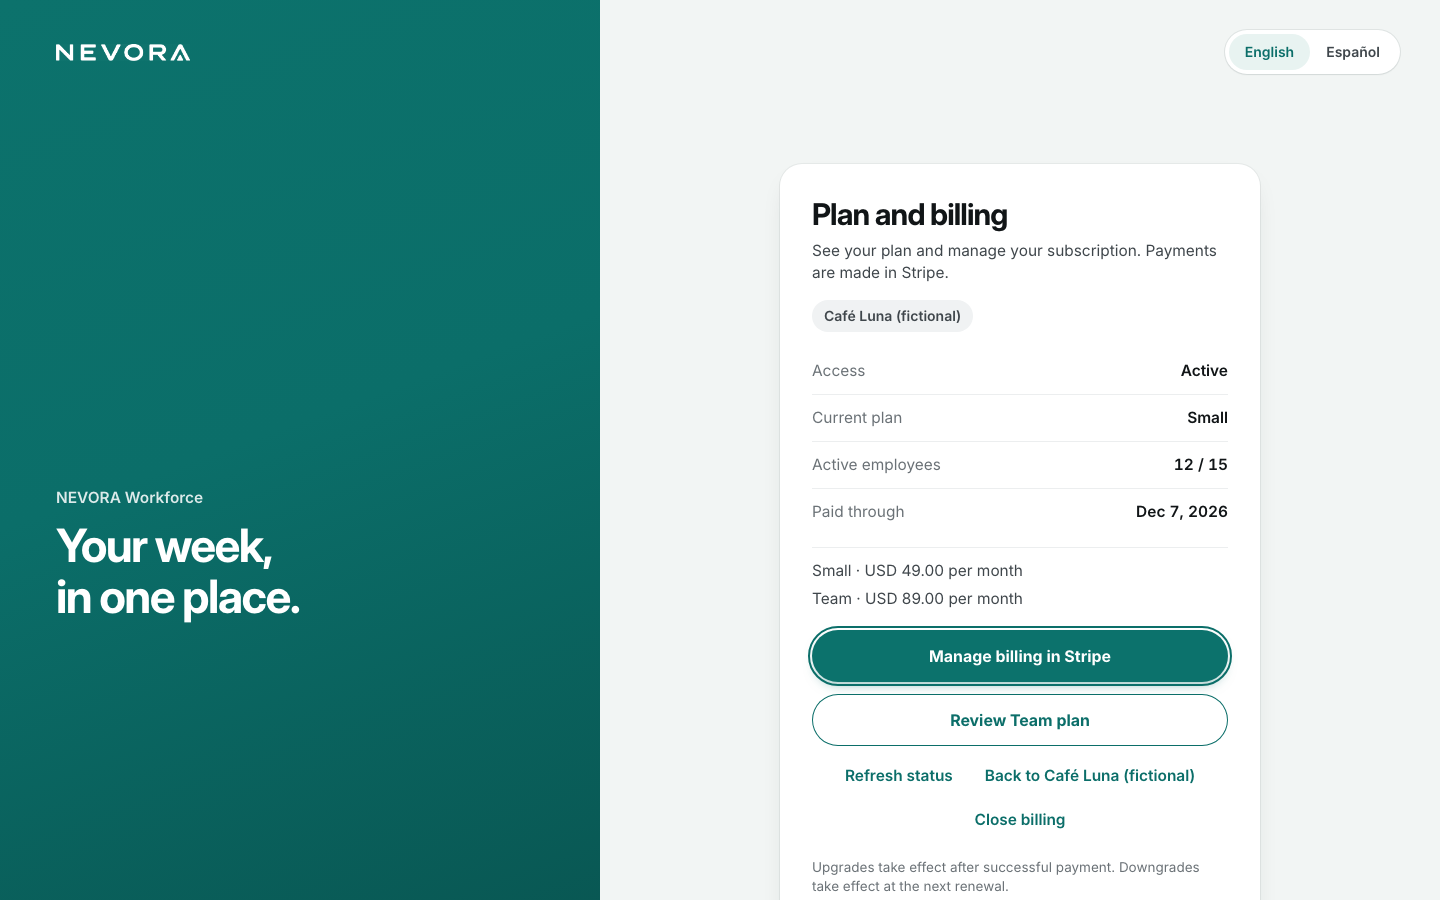 NEVORA
English Español
NEVORA Workforce
Your week,
in one place.
Plan and billing
See your plan and manage your subscription. Payments
are made in Stripe.
Café Luna (fictional)
Access Active
Current plan Small
Active employees 12 / 15
Paid through Dec 7, 2026
Small · USD 49.00 per month
Team · USD 89.00 per month
Manage billing in Stripe
Review Team plan
Refresh status Back to Café Luna (fictional)
Close billing
Upgrades take effect after successful payment. Downgrades
take effect at the next renewal.